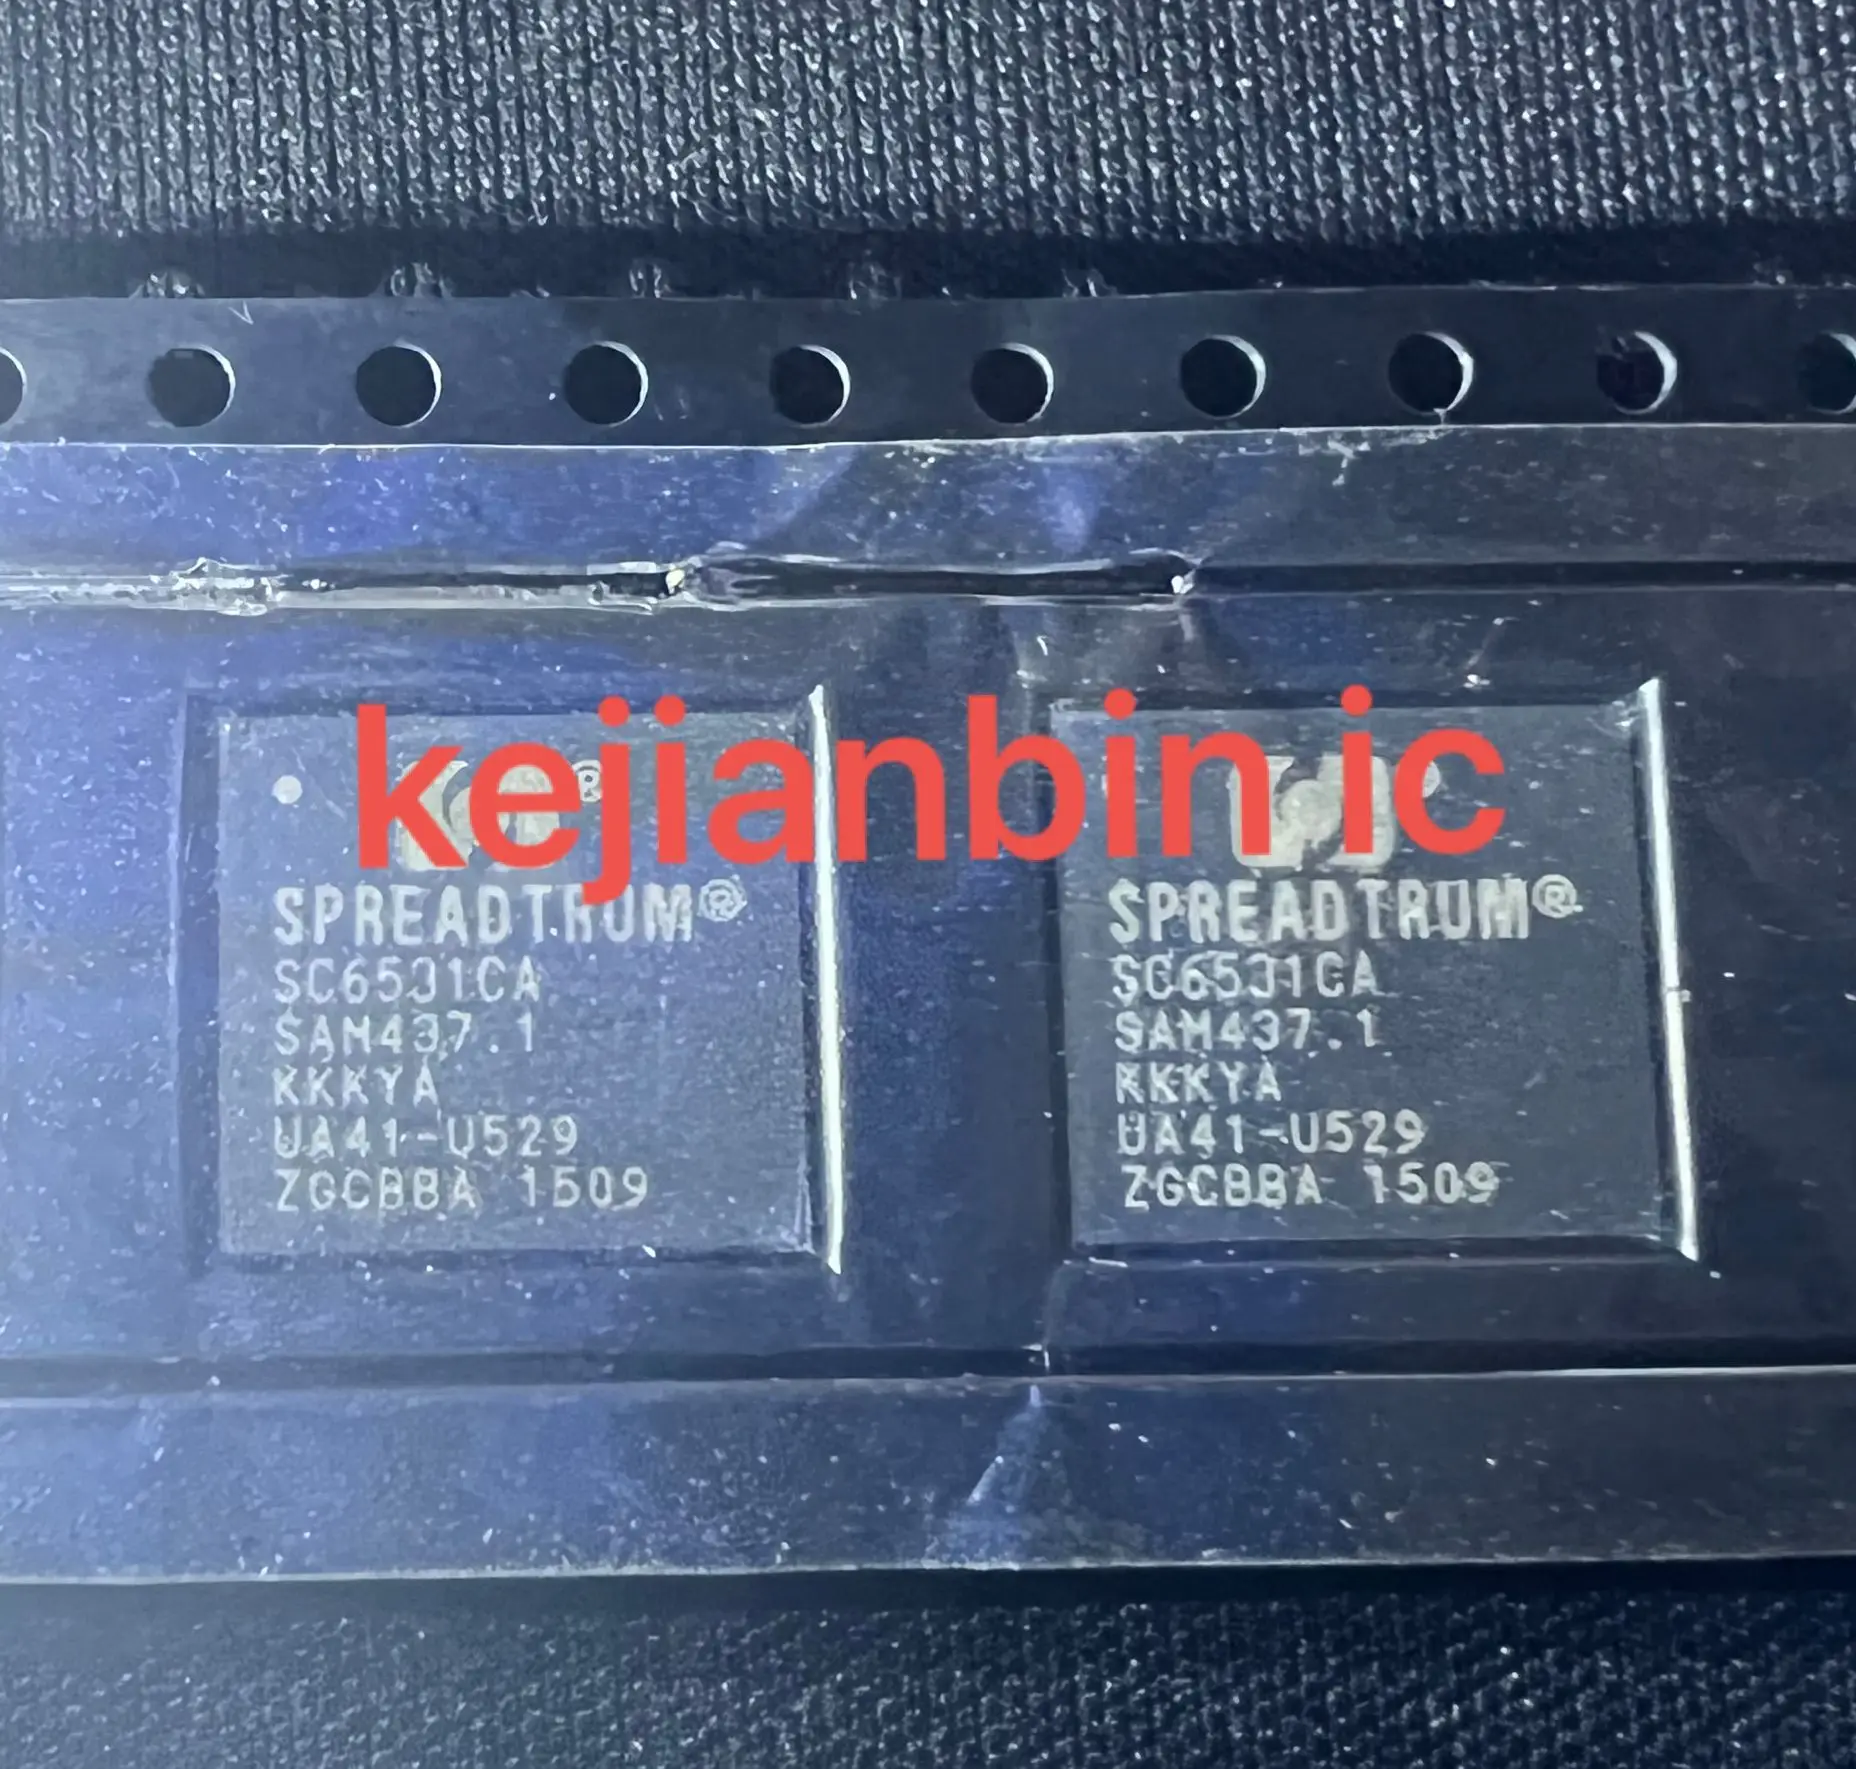 kejianbin ic
®
SPREADTRUM®
SC6531CA
SAM437.1
KKKYA
UA41-U529
ZGCBBA 1509
SPREADTRUM®
SC6531CA
SAM437.1
KKKYA
UA41-U529
ZGCBBA 1509